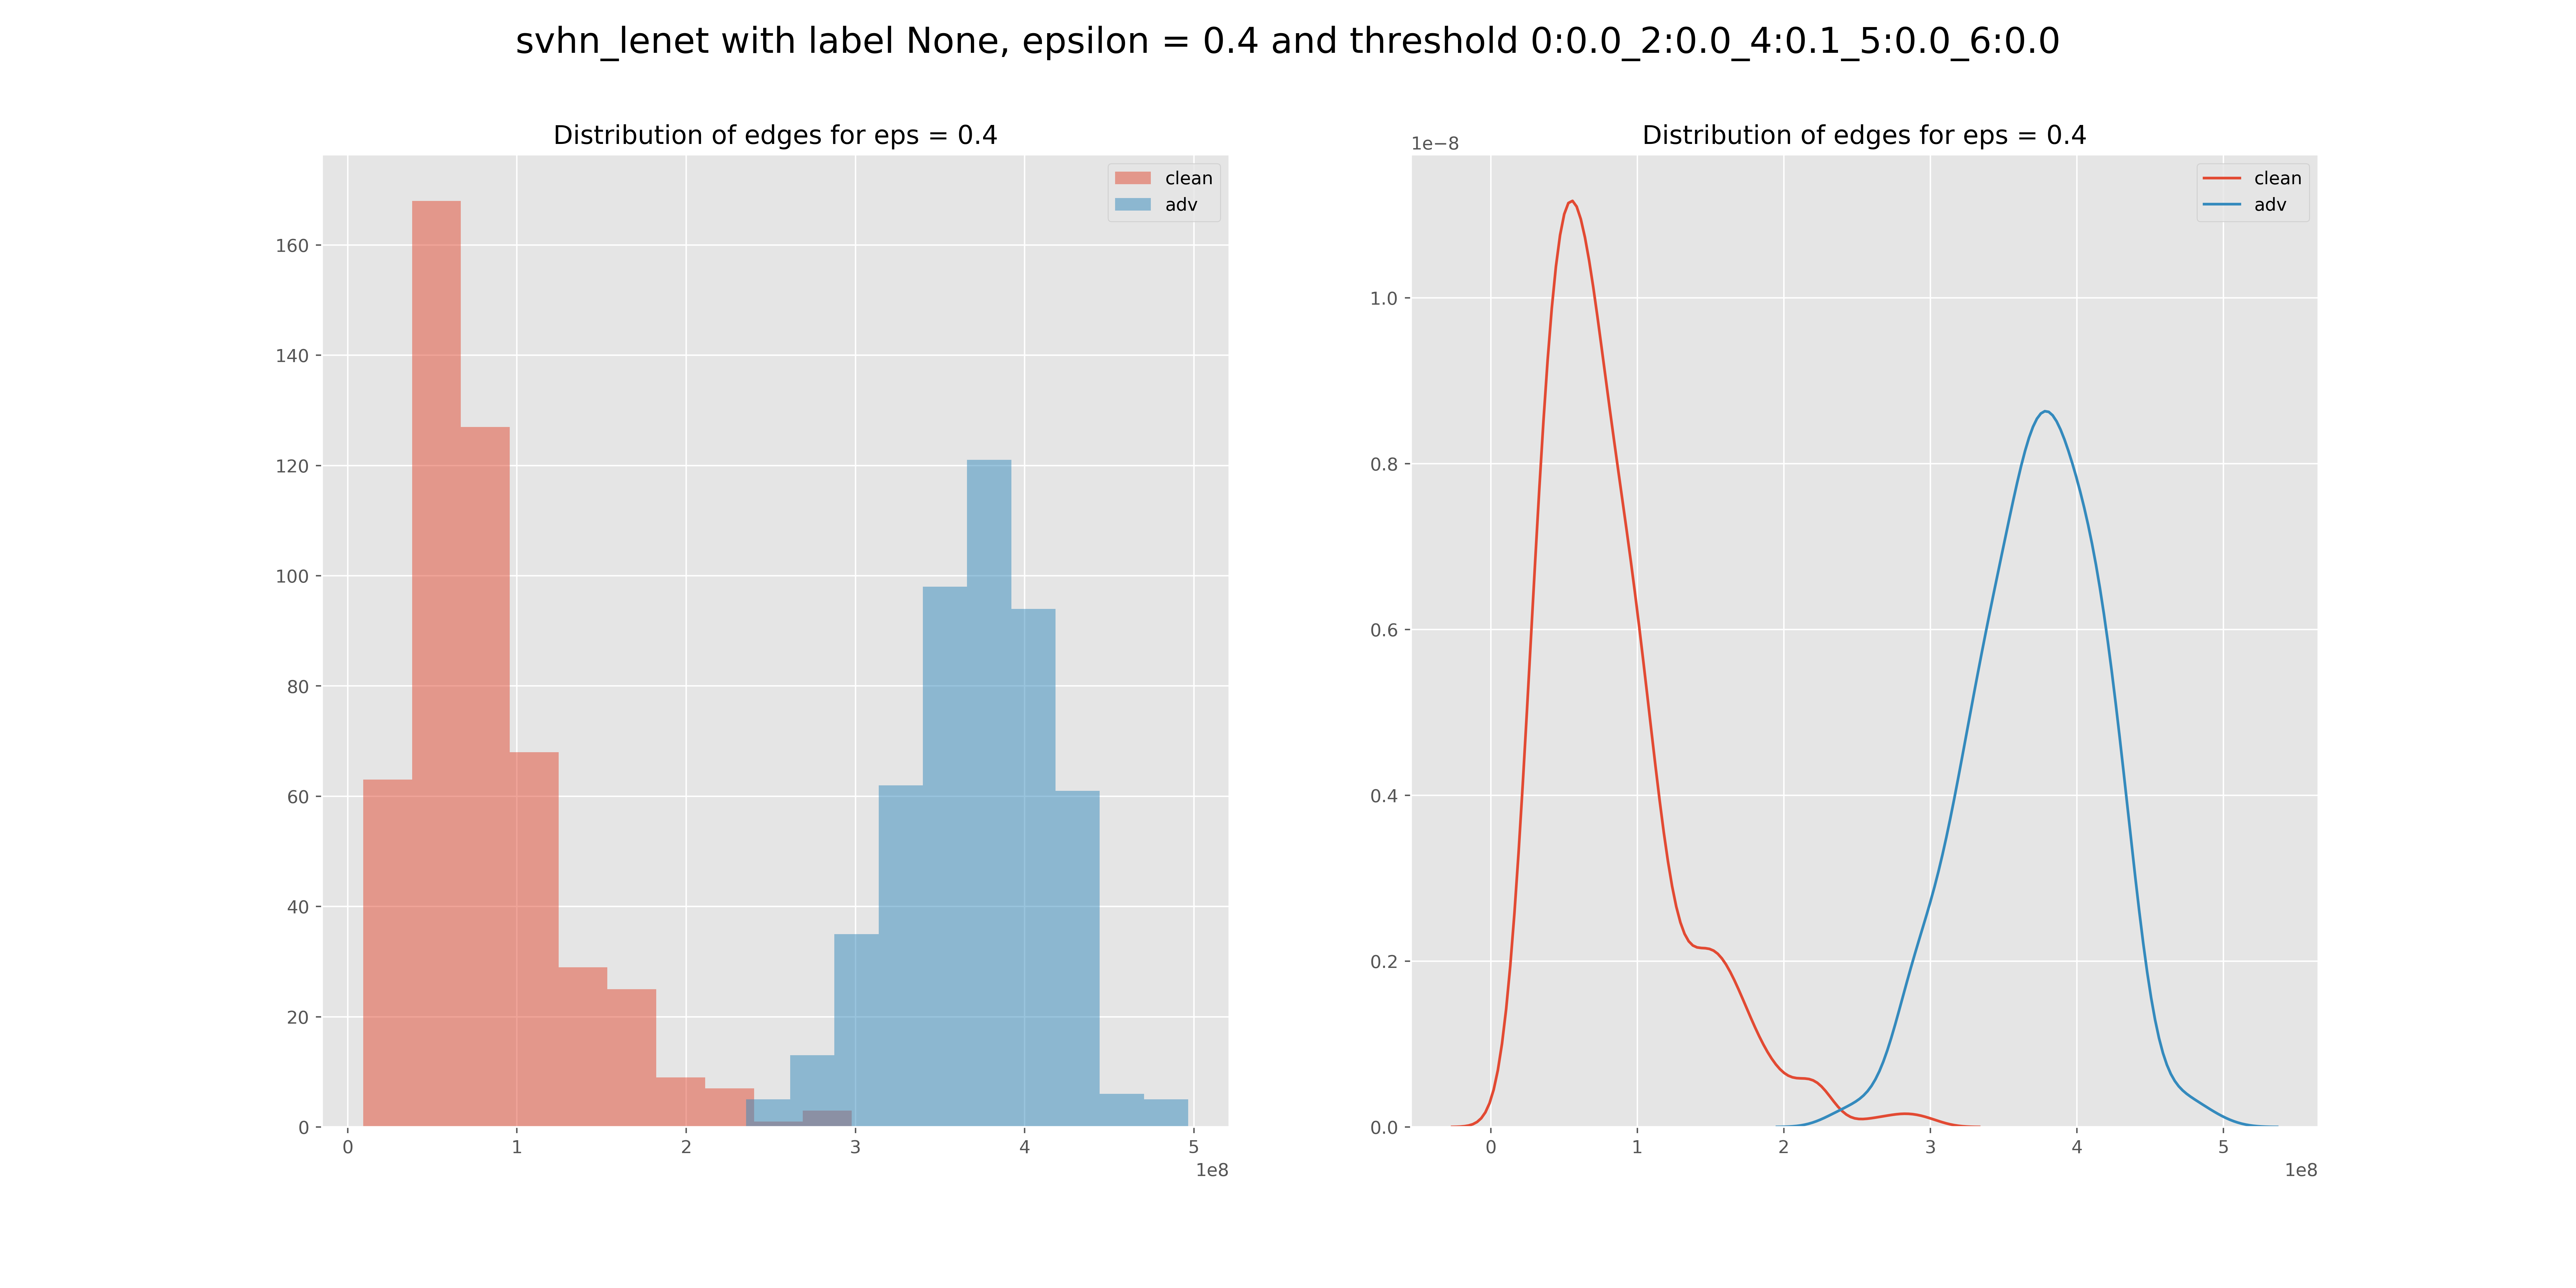 svhn_lenet with label None, epsilon = 0.4 and threshold 0:0.0_2:0.0_4:0.1_5:0.0_6:0.0
Distribution of edges for eps = 0.4
clean
adv
160
140
120
100
80
60
40
20
0
0 1 2 3 4 5
1e8
Distribution of edges for eps = 0.4
1e−8
clean
adv
1.0
0.8
0.6
0.4
0.2
0.0
0 1 2 3 4 5
1e8